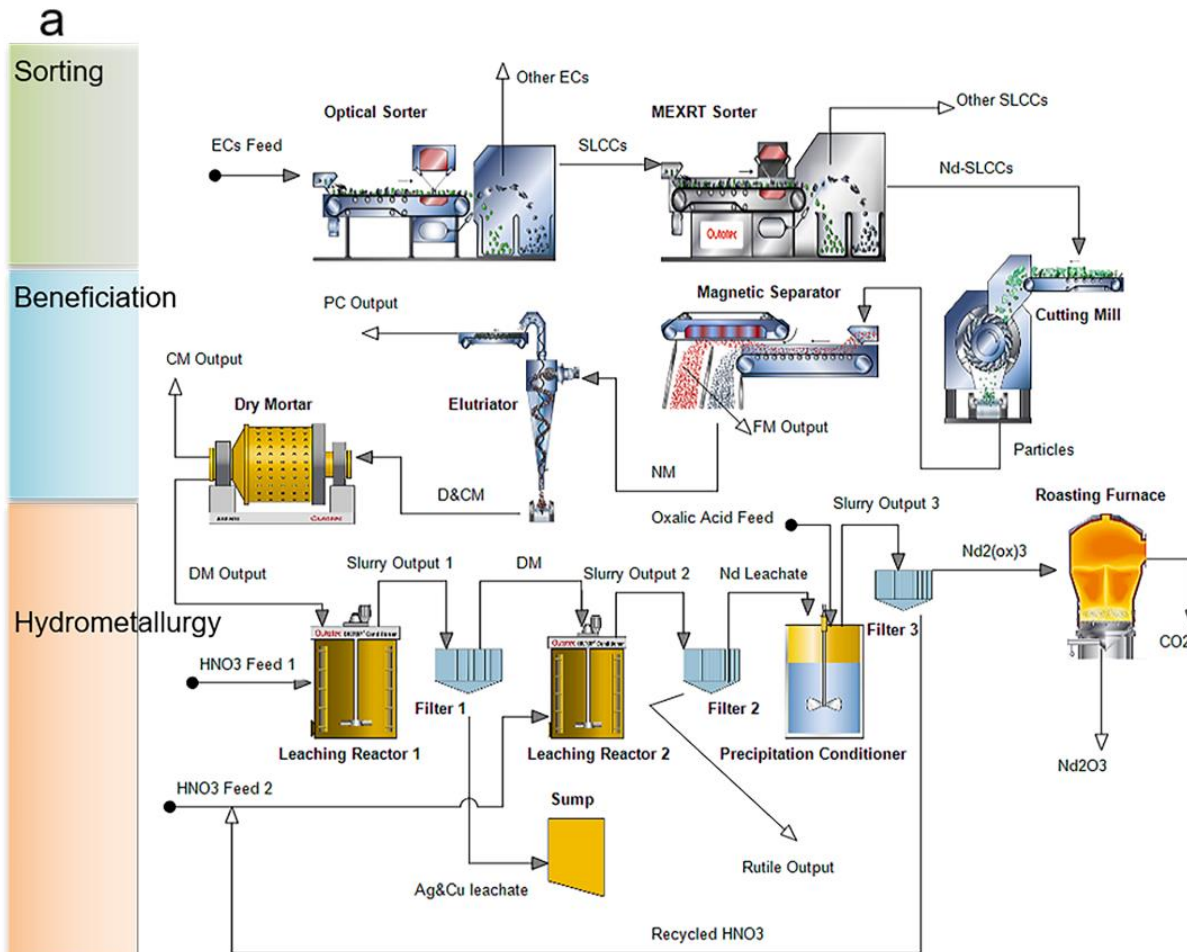 a
Sorting
Other ECs
Optical Sorter
MEXRT Sorter
Other SLCCs
ECs Feed
SLCCs
Nd-SLCCs
Outotec
Beneficiation
PC Output
Magnetic Separator
Cutting Mill
CM Output
Dry Mortar
Elutriator
FM Output
Particles
NM
D&CM
Outotec
Roasting Furnace
Oxalic Acid Feed
Slurry Output 3
Nd2(ox)3
Hydrometallurgy
DM Output
Slurry Output 1
DM
Slurry Output 2
Nd Leachate
Filter 3
CO2
Outotec
Conditioner
Outotec
Conditioner
HNO3 Feed 1
Filter 1
Filter 2
Leaching Reactor 1
Leaching Reactor 2
Precipitation Conditioner
Nd2O3
HNO3 Feed 2
Sump
Rutile Output
Ag&Cu leachate
Recycled HNO3